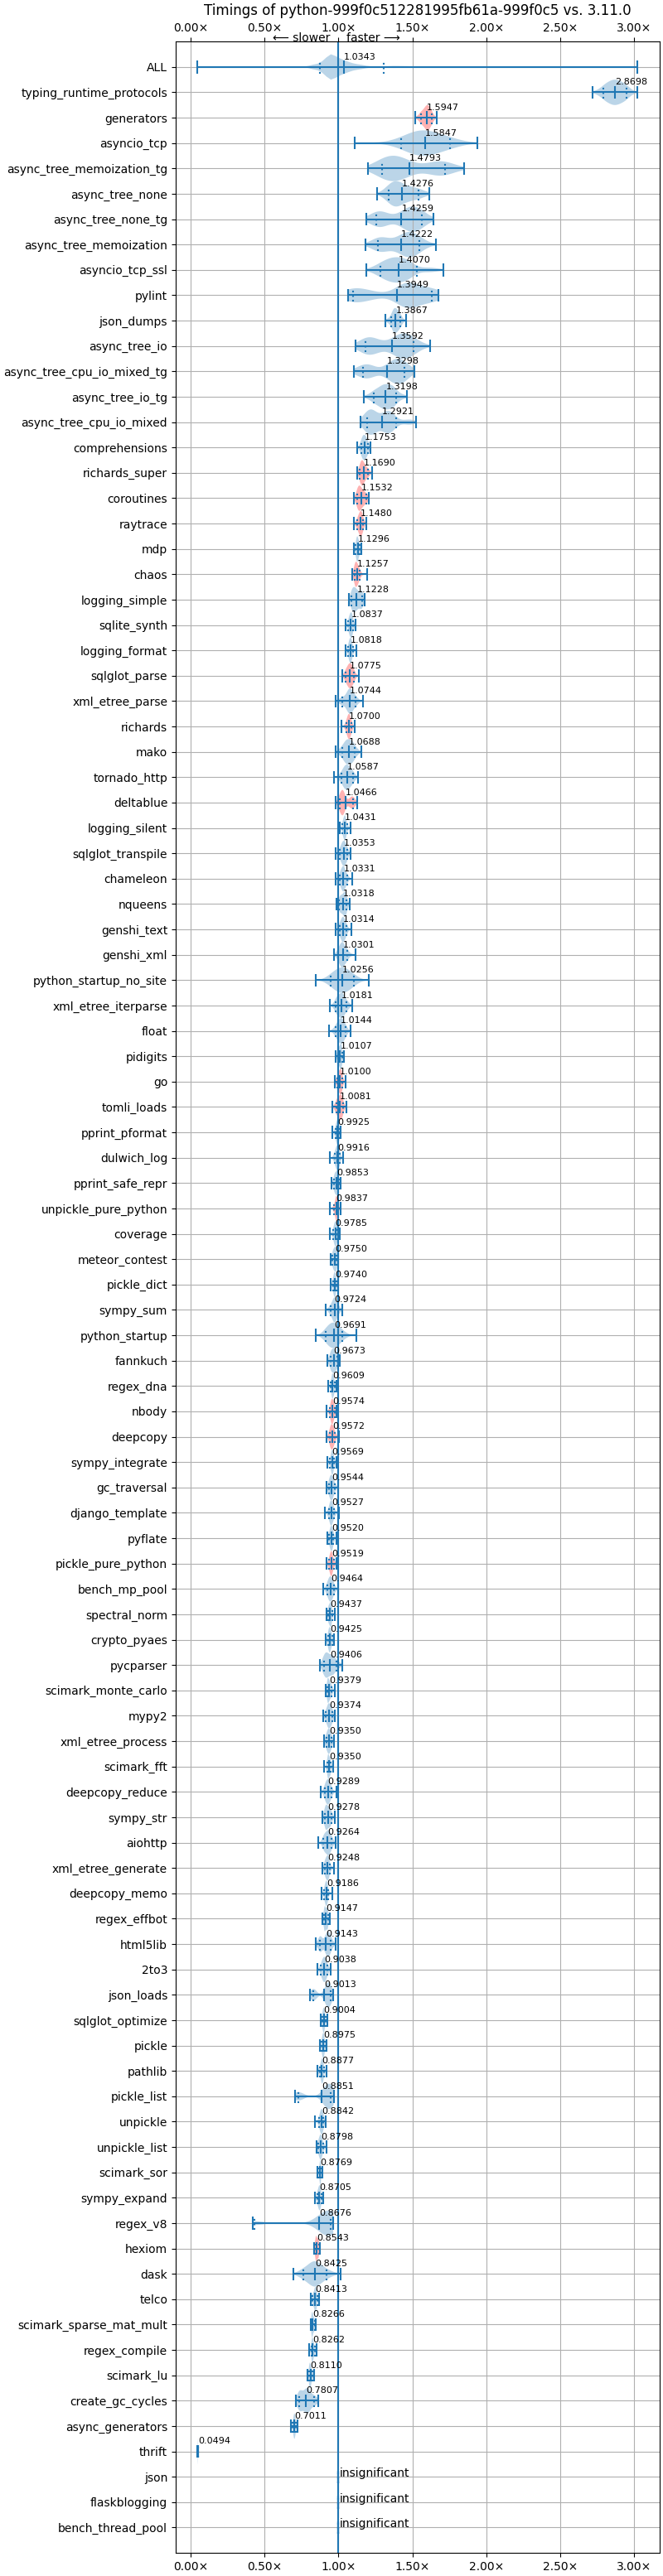 Timings of python-999f0c512281995fb61a-999f0c5 vs. 3.11.0
0.00× 0.50× 1.00× 1.50× 2.00× 2.50× 3.00×
⟵ slower faster ⟶
ALL 1.0343
typing_runtime_protocols 2.8698
generators 1.5947
asyncio_tcp 1.5847
async_tree_memoization_tg 1.4793
async_tree_none 1.4276
async_tree_none_tg 1.4259
async_tree_memoization 1.4222
asyncio_tcp_ssl 1.4070
pylint 1.3949
json_dumps 1.3867
async_tree_io 1.3592
async_tree_cpu_io_mixed_tg 1.3298
async_tree_io_tg 1.3198
async_tree_cpu_io_mixed 1.2921
comprehensions 1.1753
richards_super 1.1690
coroutines 1.1532
raytrace 1.1480
mdp 1.1296
chaos 1.1257
logging_simple 1.1228
sqlite_synth 1.0837
logging_format 1.0818
sqlglot_parse 1.0775
xml_etree_parse 1.0744
richards 1.0700
mako 1.0688
tornado_http 1.0587
deltablue 1.0466
logging_silent 1.0431
sqlglot_transpile 1.0353
chameleon 1.0331
nqueens 1.0318
genshi_text 1.0314
genshi_xml 1.0301
python_startup_no_site 1.0256
xml_etree_iterparse 1.0181
float 1.0144
pidigits 1.0107
go 1.0100
tomli_loads 1.0081
pprint_pformat 0.9925
dulwich_log 0.9916
pprint_safe_repr 0.9853
unpickle_pure_python 0.9837
coverage 0.9785
meteor_contest 0.9750
pickle_dict 0.9740
sympy_sum 0.9724
python_startup 0.9691
fannkuch 0.9673
regex_dna 0.9609
nbody 0.9574
deepcopy 0.9572
sympy_integrate 0.9569
gc_traversal 0.9544
django_template 0.9527
pyflate 0.9520
pickle_pure_python 0.9519
bench_mp_pool 0.9464
spectral_norm 0.9437
crypto_pyaes 0.9425
pycparser 0.9406
scimark_monte_carlo 0.9379
mypy2 0.9374
xml_etree_process 0.9350
scimark_fft 0.9350
deepcopy_reduce 0.9289
sympy_str 0.9278
aiohttp 0.9264
xml_etree_generate 0.9248
deepcopy_memo 0.9186
regex_effbot 0.9147
html5lib 0.9143
2to3 0.9038
json_loads 0.9013
sqlglot_optimize 0.9004
pickle 0.8975
pathlib 0.8877
pickle_list 0.8851
unpickle 0.8842
unpickle_list 0.8798
scimark_sor 0.8769
sympy_expand 0.8705
regex_v8 0.8676
hexiom 0.8543
dask 0.8425
telco 0.8413
scimark_sparse_mat_mult 0.8266
regex_compile 0.8262
scimark_lu 0.8110
create_gc_cycles 0.7807
async_generators 0.7011
thrift 0.0494
json insignificant
flaskblogging insignificant
bench_thread_pool insignificant
0.00× 0.50× 1.00× 1.50× 2.00× 2.50× 3.00×